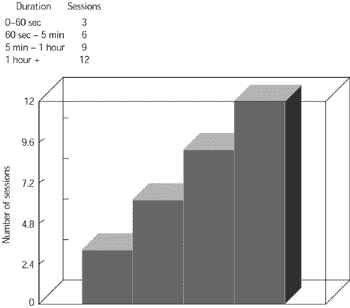 Duration Sessions
0–60 sec 3
60 sec – 5 min 6
5 min – 1 hour 9
1 hour + 12
12
9.6
7.2
4.8
2.4
0
Number of sessions